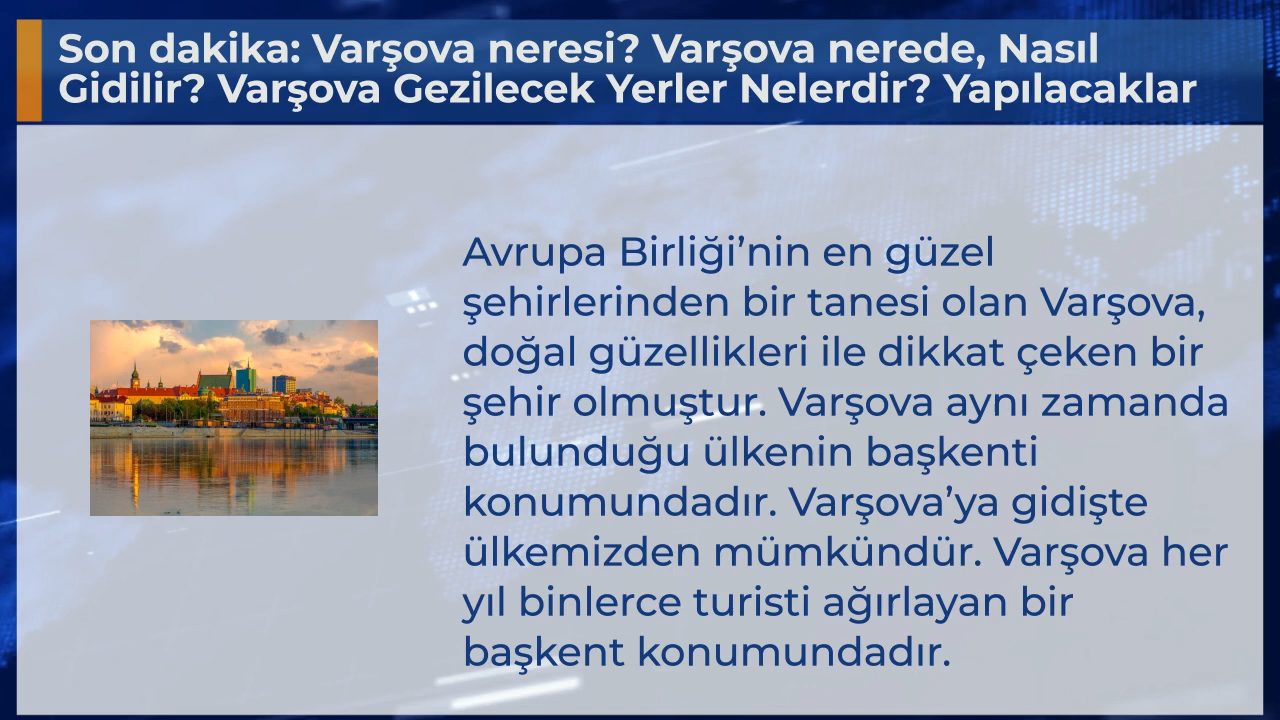 Son dakika: Varşova neresi? Varşova nerede, Nasıl
Gidilir? Varşova Gezilecek Yerler Nelerdir? Yapılacaklar
Avrupa Birliği’nin en güzel
şehirlerinden bir tanesi olan Varşova,
doğal güzellikleri ile dikkat çeken bir
şehir olmuştur. Varşova aynı zamanda
bulunduğu ülkenin başkenti
konumundadır. Varşova’ya gidişte
ülkemizden mümkündür. Varşova her
yıl binlerce turisti ağırlayan bir
başkent konumundadır.